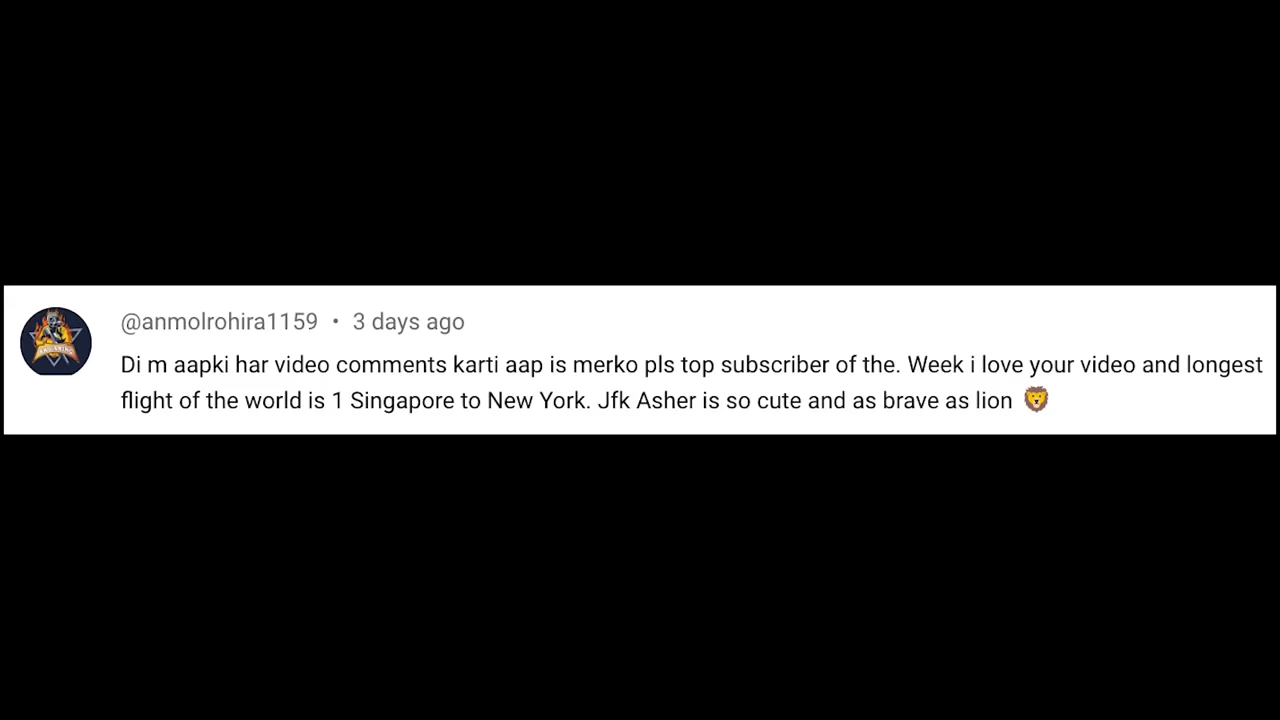 @anmolrohira1159 • 3 days ago
Di m aapki har video comments karti aap is merko pls top subscriber of the. Week i love your video and longest
flight of the world is 1 Singapore to New York. Jfk Asher is so cute and as brave as lion 🦁